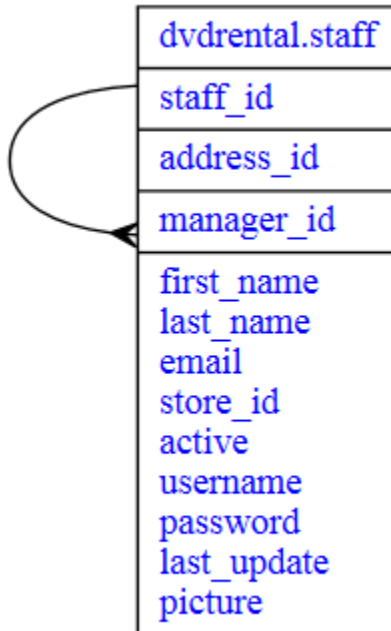 dvdrental.staff
staff_id
address_id
manager_id
first_name
last_name
email
store_id
active
username
password
last_update
picture